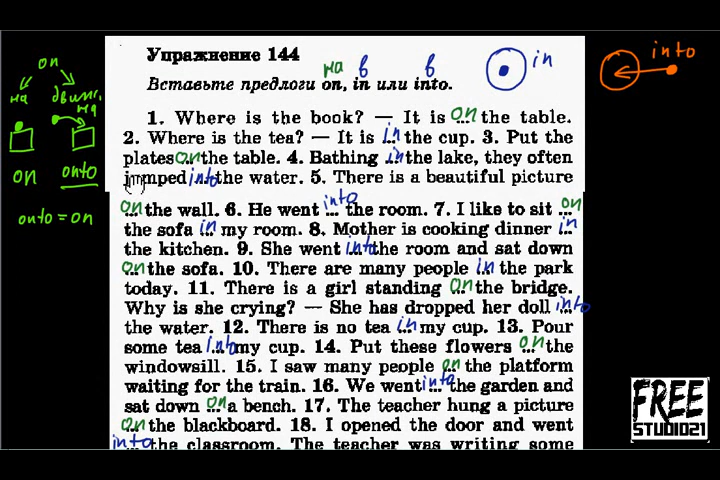 Упражнение 144
на в в
Вставьте предлоги on, in или into.
in
into
on
на движ.
на
on onto
onto = on
1. Where is the book? — It is on the table.
2. Where is the tea? — It is in the cup. 3. Put the
plates on the table. 4. Bathing in the lake, they often
jumped into the water. 5. There is a beautiful picture
on the wall. 6. He went into the room. 7. I like to sit on
the sofa in my room. 8. Mother is cooking dinner in
the kitchen. 9. She went into the room and sat down
on the sofa. 10. There are many people in the park
today. 11. There is a girl standing on the bridge.
Why is she crying? — She has dropped her doll into
the water. 12. There is no tea in my cup. 13. Pour
some tea into my cup. 14. Put these flowers on the
windowsill. 15. I saw many people on the platform
waiting for the train. 16. We went into the garden and
sat down on a bench. 17. The teacher hung a picture
on the blackboard. 18. I opened the door and went
into the classroom. The teacher was writing some
FREE
STUDIO21